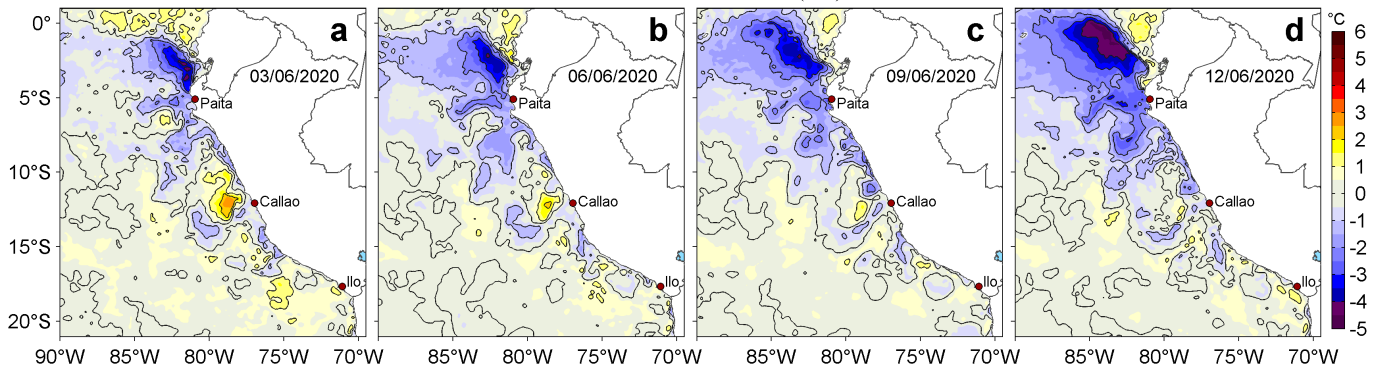 a b c d
°C
03/06/2020 06/06/2020 09/06/2020 12/06/2020
Paita Paita Paita Paita
Callao Callao Callao Callao
Ilo Ilo Ilo Ilo
0°
5°S
10°S
15°S
20°S
90°W 85°W 80°W 75°W 70°W 85°W 80°W 75°W 70°W 85°W 80°W 75°W 70°W 85°W 80°W 75°W 70°W
6
5
4
3
2
1
0
-1
-2
-3
-4
-5